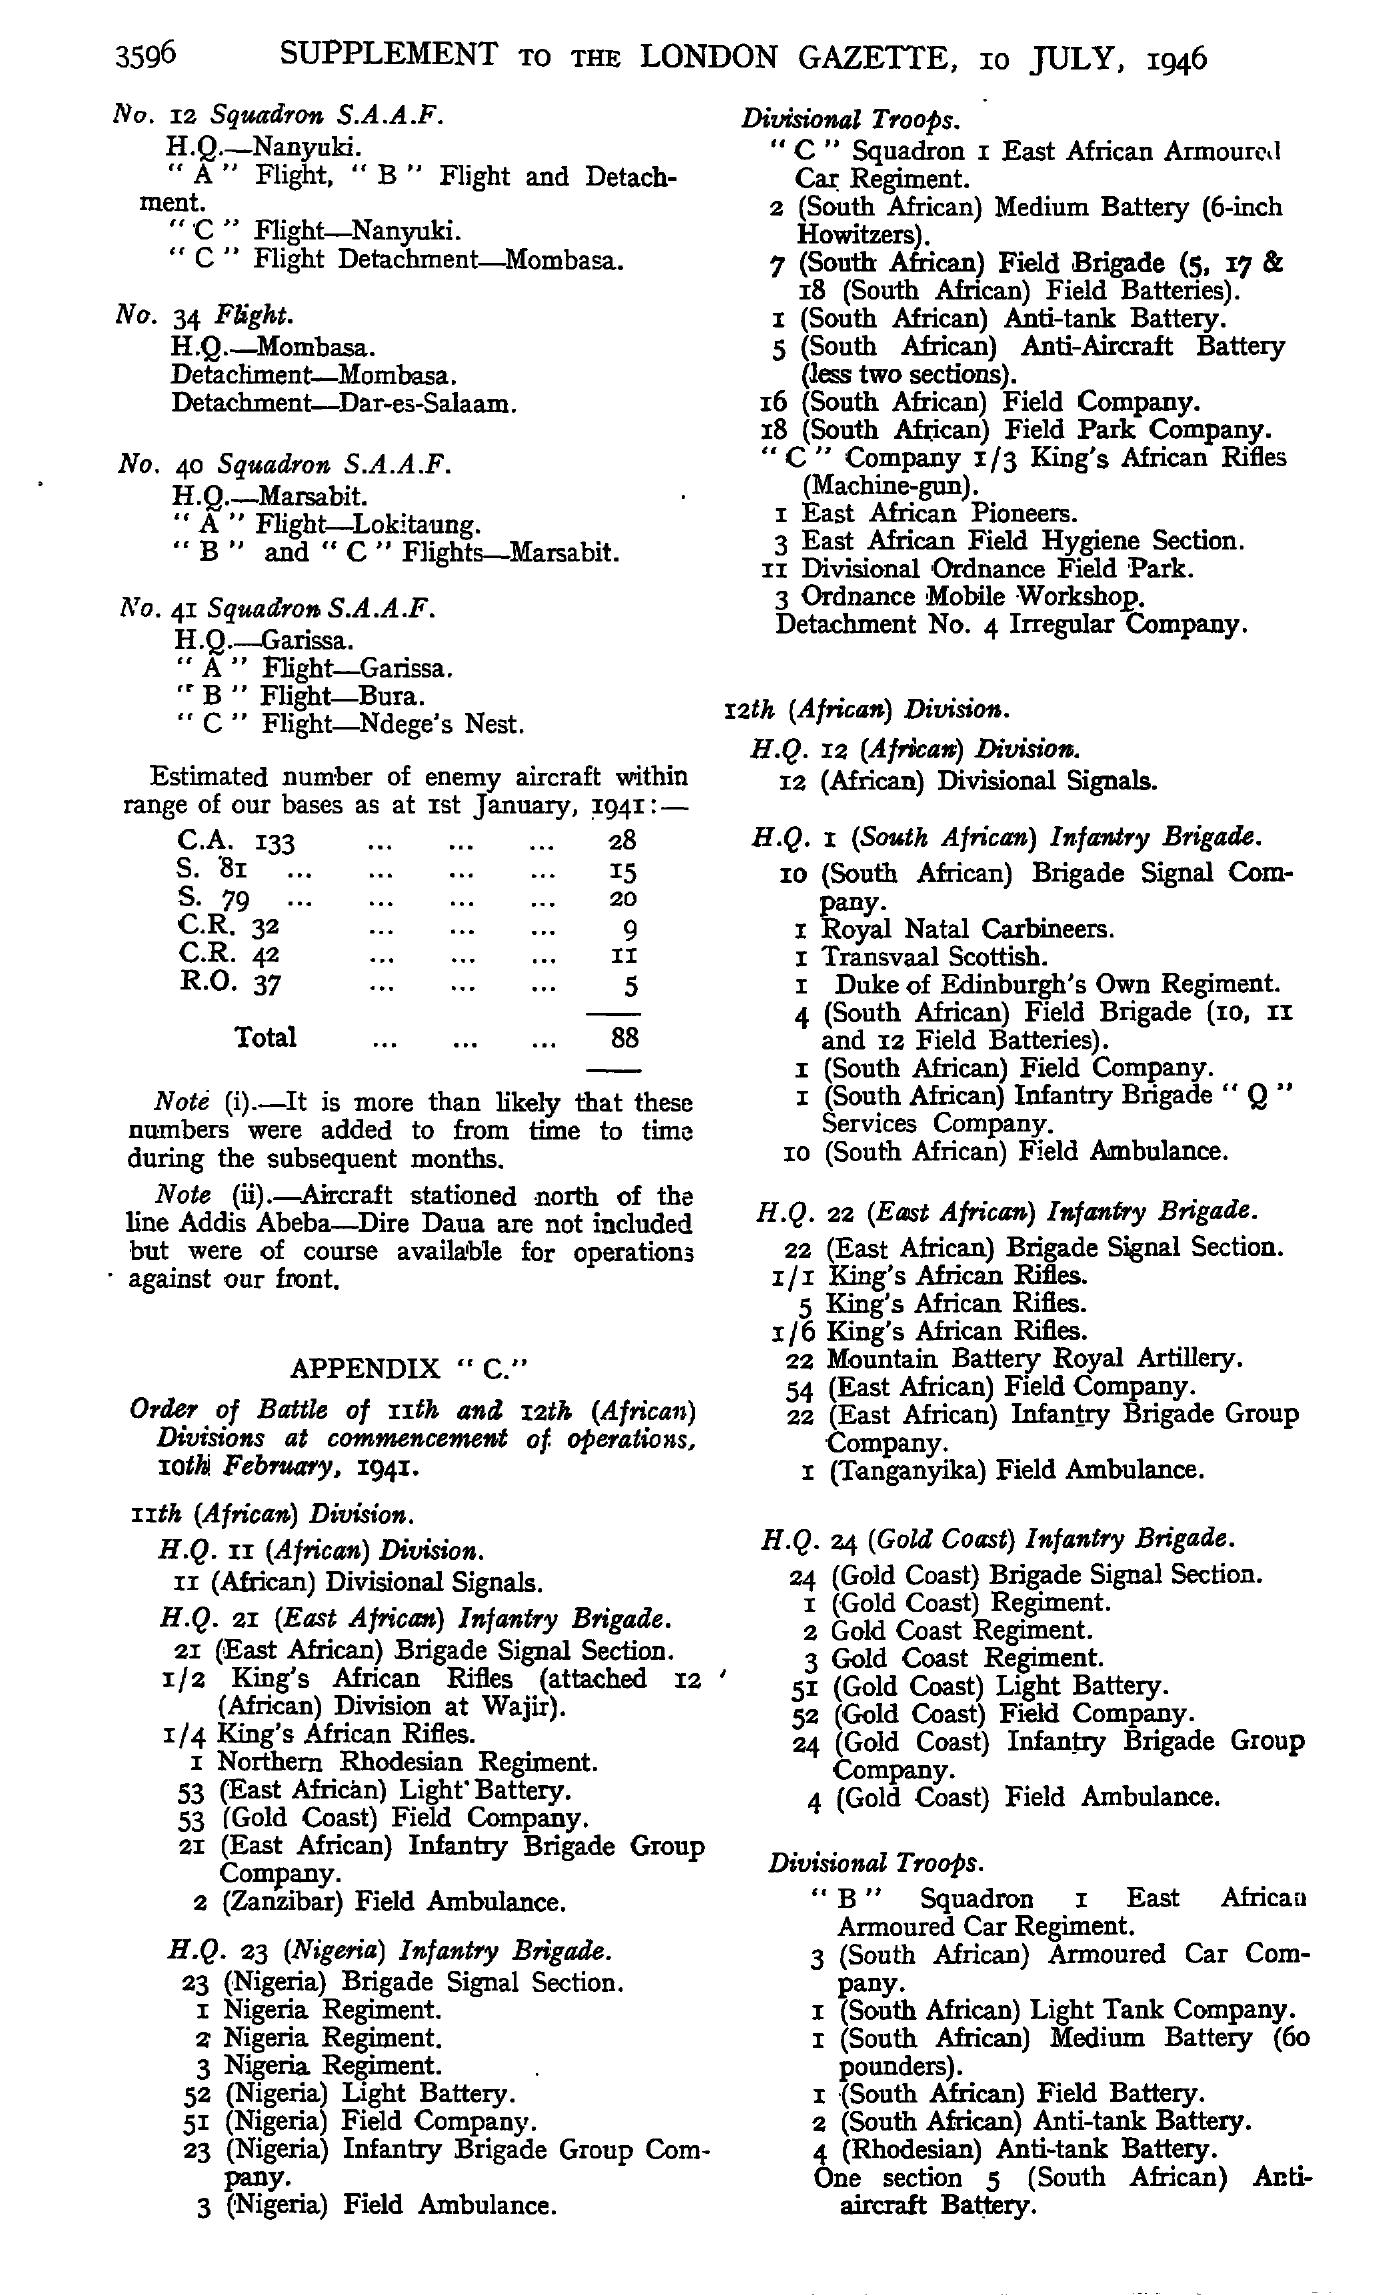 3596 SUPPLEMENT TO THE LONDON GAZETTE, 10 JULY, 1946
No. 12 Squadron S.A.A.F.
H.Q.—Nanyuki.
“ A ” Flight, “ B ” Flight and Detach-
ment.
“ C ” Flight—Nanyuki.
“ C ” Flight Detachment—Mombasa.
No. 34 Flight.
H.Q.—Mombasa.
Detachment—Mombasa.
Detachment—Dar-es-Salaam.
No. 40 Squadron S.A.A.F.
H.Q.—Marsabit.
“ A ” Flight—Lokitaung.
“ B ” and “ C ” Flights—Marsabit.
No. 41 Squadron S.A.A.F.
H.Q.—Garissa.
“ A ” Flight—Garissa.
“ B ” Flight—Bura.
“ C ” Flight—Ndege’s Nest.
Estimated number of enemy aircraft within
range of our bases as at 1st January, 1941:—
C.A. 133 ... ... ... 28
S. 81 ... ... ... ... 15
S. 79 ... ... ... ... 20
C.R. 32 ... ... ... 9
C.R. 42 ... ... ... 11
R.O. 37 ... ... ... 5
Total ... ... ... 88
Note (i).—It is more than likely that these
numbers were added to from time to time
during the subsequent months.
Note (ii).—Aircraft stationed north of the
line Addis Abeba—Dire Daua are not included
but were of course available for operations
against our front.
APPENDIX “ C.”
Order of Battle of 11th and 12th (African)
Divisions at commencement of operations,
10th February, 1941.
11th (African) Division.
H.Q. 11 (African) Division.
11 (African) Divisional Signals.
H.Q. 21 (East African) Infantry Brigade.
21 (East African) Brigade Signal Section.
1/2 King’s African Rifles (attached 12
(African) Division at Wajir).
1/4 King’s African Rifles.
1 Northern Rhodesian Regiment.
53 (East African) Light Battery.
53 (Gold Coast) Field Company.
21 (East African) Infantry Brigade Group
Company.
2 (Zanzibar) Field Ambulance.
H.Q. 23 (Nigeria) Infantry Brigade.
23 (Nigeria) Brigade Signal Section.
1 Nigeria Regiment.
2 Nigeria Regiment.
3 Nigeria Regiment.
52 (Nigeria) Light Battery.
51 (Nigeria) Field Company.
23 (Nigeria) Infantry Brigade Group Com-
pany.
3 (Nigeria) Field Ambulance.
Divisional Troops.
“ C ” Squadron 1 East African Armoured
Car Regiment.
2 (South African) Medium Battery (6-inch
Howitzers).
7 (South African) Field Brigade (5, 17 &
18 (South African) Field Batteries).
1 (South African) Anti-tank Battery.
5 (South African) Anti-Aircraft Battery
(less two sections).
16 (South African) Field Company.
18 (South African) Field Park Company.
“ C ” Company 1/3 King’s African Rifles
(Machine-gun).
1 East African Pioneers.
3 East African Field Hygiene Section.
11 Divisional Ordnance Field Park.
3 Ordnance Mobile Workshop.
Detachment No. 4 Irregular Company.
12th (African) Division.
H.Q. 12 (African) Division.
12 (African) Divisional Signals.
H.Q. 1 (South African) Infantry Brigade.
10 (South African) Brigade Signal Com-
pany.
1 Royal Natal Carbineers.
1 Transvaal Scottish.
1 Duke of Edinburgh’s Own Regiment.
4 (South African) Field Brigade (10, 11
and 12 Field Batteries).
1 (South African) Field Company.
1 (South African) Infantry Brigade “ Q ”
Services Company.
10 (South African) Field Ambulance.
H.Q. 22 (East African) Infantry Brigade.
22 (East African) Brigade Signal Section.
1/1 King’s African Rifles.
5 King’s African Rifles.
1/6 King’s African Rifles.
22 Mountain Battery Royal Artillery.
54 (East African) Field Company.
22 (East African) Infantry Brigade Group
Company.
1 (Tanganyika) Field Ambulance.
H.Q. 24 (Gold Coast) Infantry Brigade.
24 (Gold Coast) Brigade Signal Section.
1 (Gold Coast) Regiment.
2 Gold Coast Regiment.
3 Gold Coast Regiment.
51 (Gold Coast) Light Battery.
52 (Gold Coast) Field Company.
24 (Gold Coast) Infantry Brigade Group
Company.
4 (Gold Coast) Field Ambulance.
Divisional Troops.
“ B ” Squadron 1 East African
Armoured Car Regiment.
3 (South African) Armoured Car Com-
pany.
1 (South African) Light Tank Company.
1 (South African) Medium Battery (60
pounders).
1 (South African) Field Battery.
2 (South African) Anti-tank Battery.
4 (Rhodesian) Anti-tank Battery.
One section 5 (South African) Anti-
aircraft Battery.